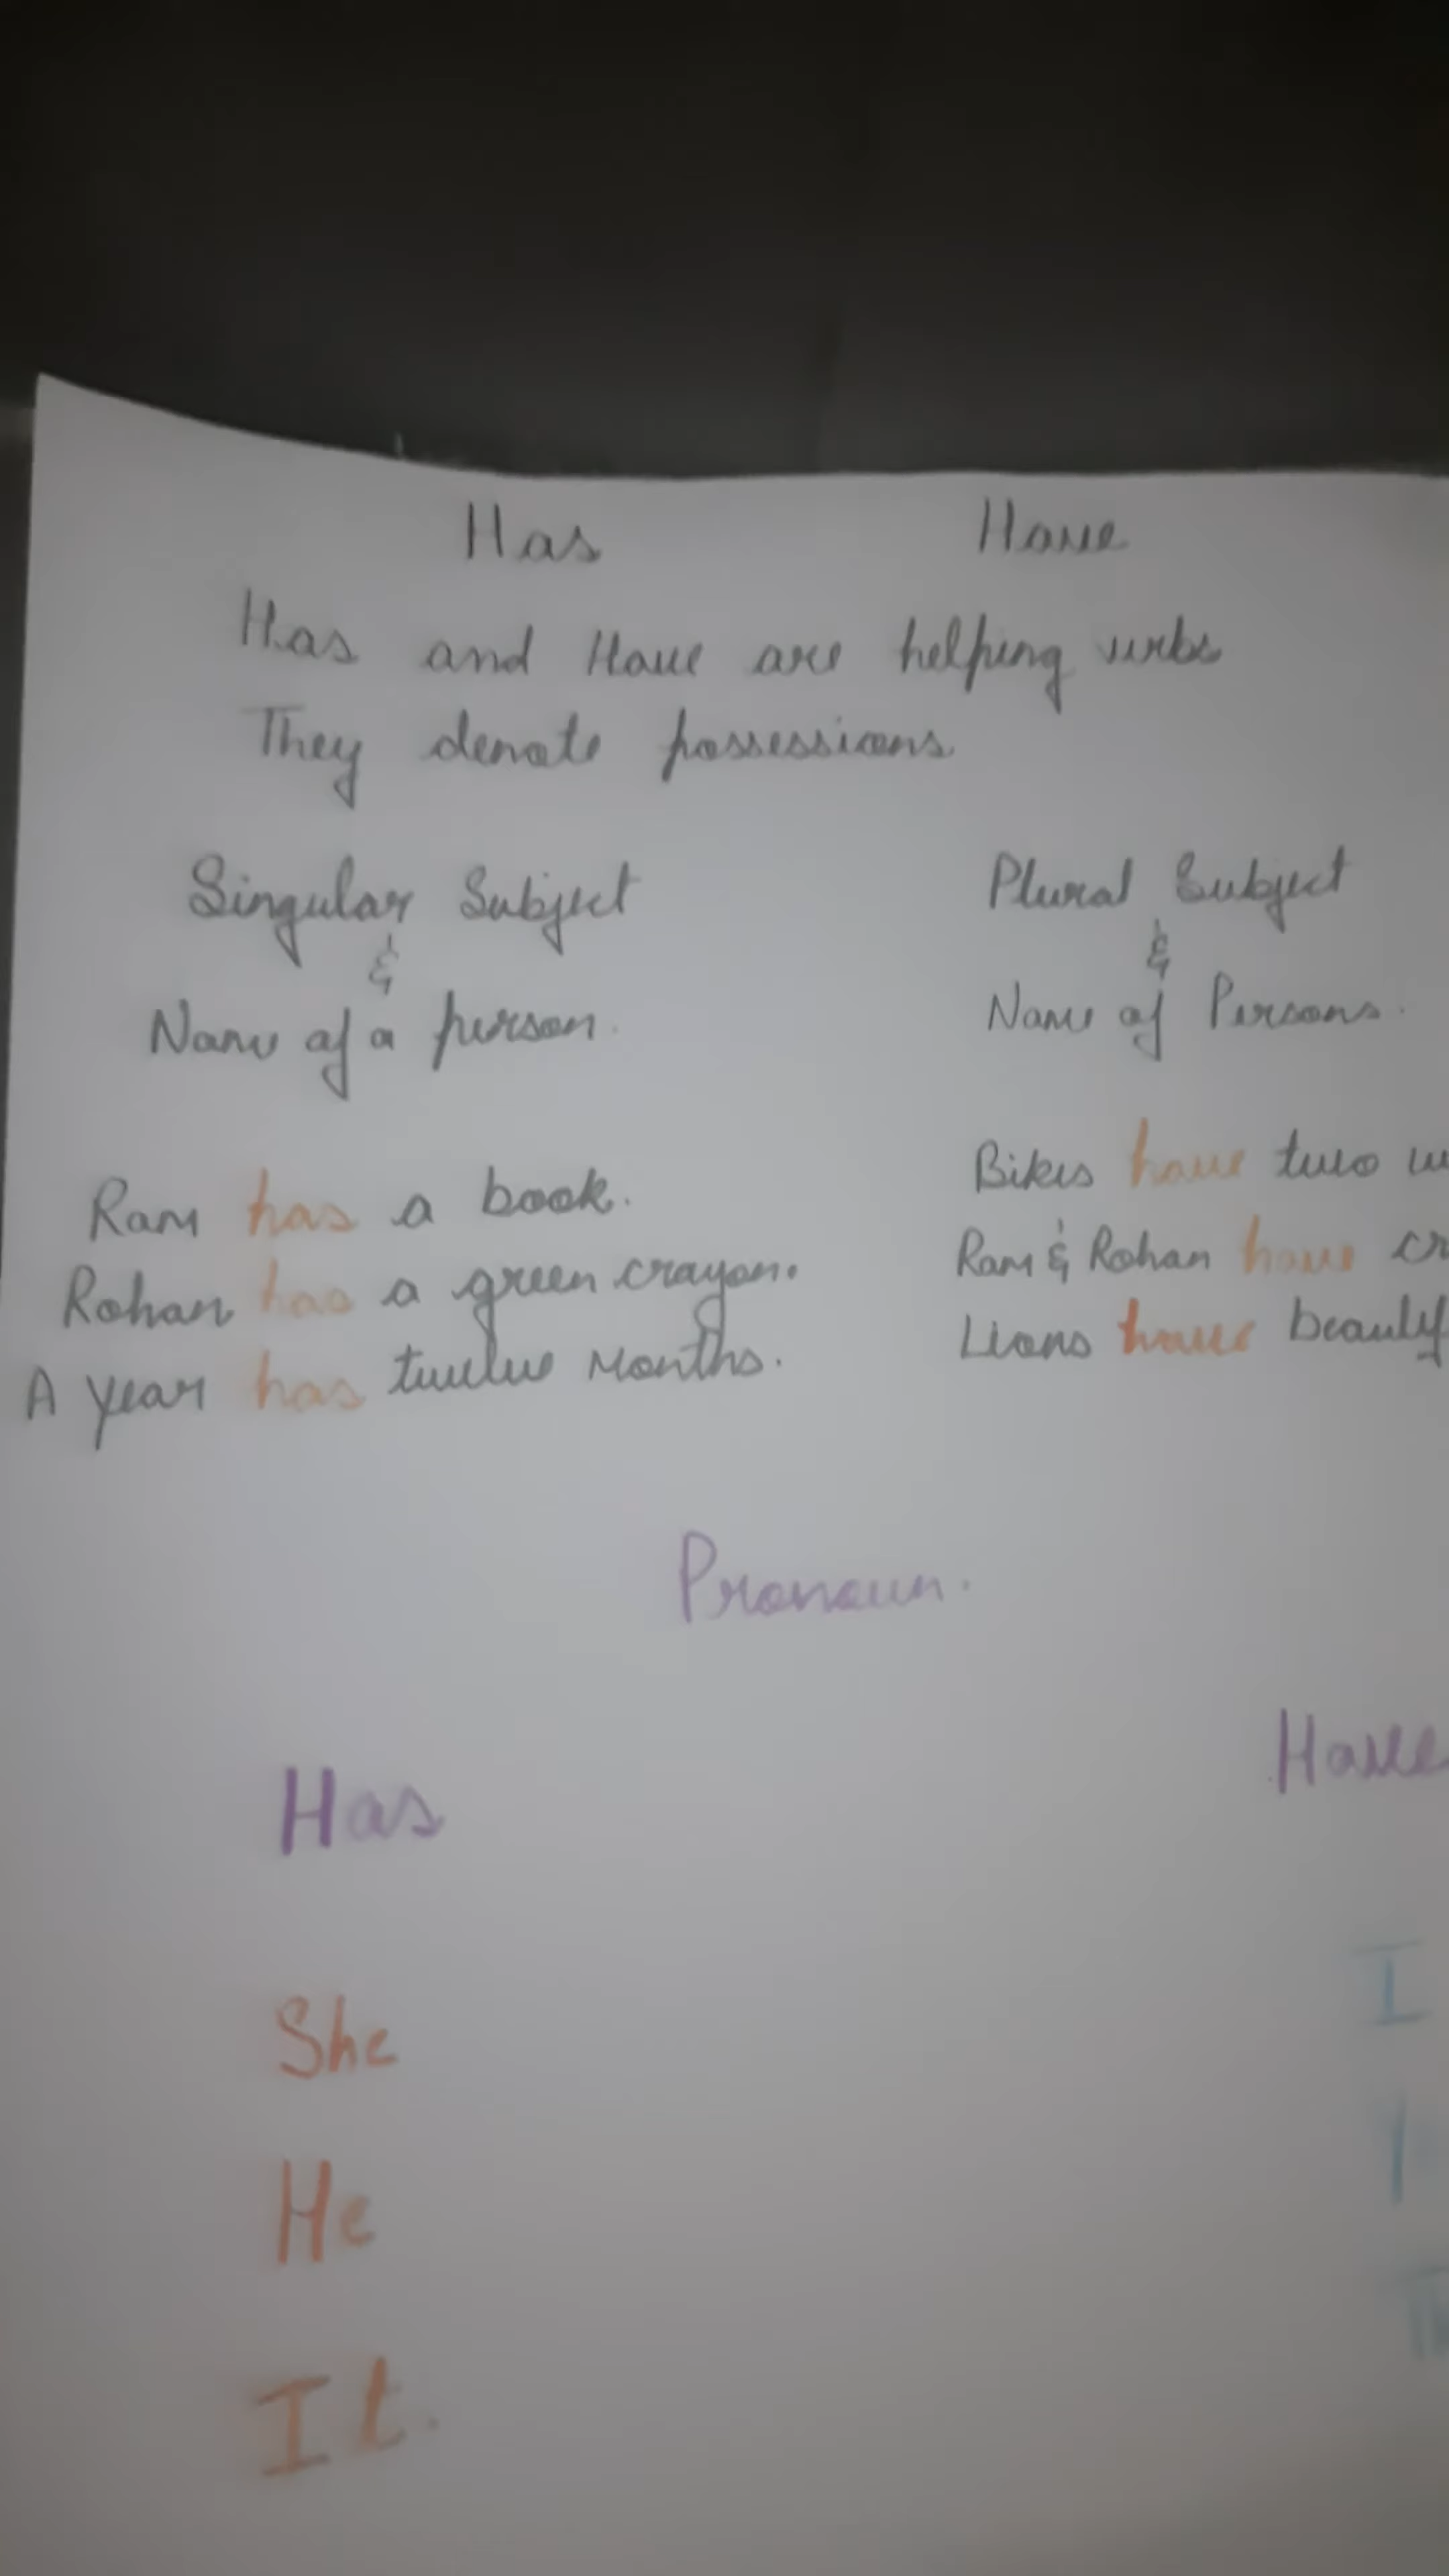 Has Have
Has and Have are helping verbs
They denote possessions.
Singular Subject Plural Subject
& &
Name of a person. Name of Persons.
Ram has a book. Bikes have two
Rohan has a green crayon. Ram & Rohan have
A year has twelve Months. Lions have
Pronoun.
Has Have
She I
He
It.